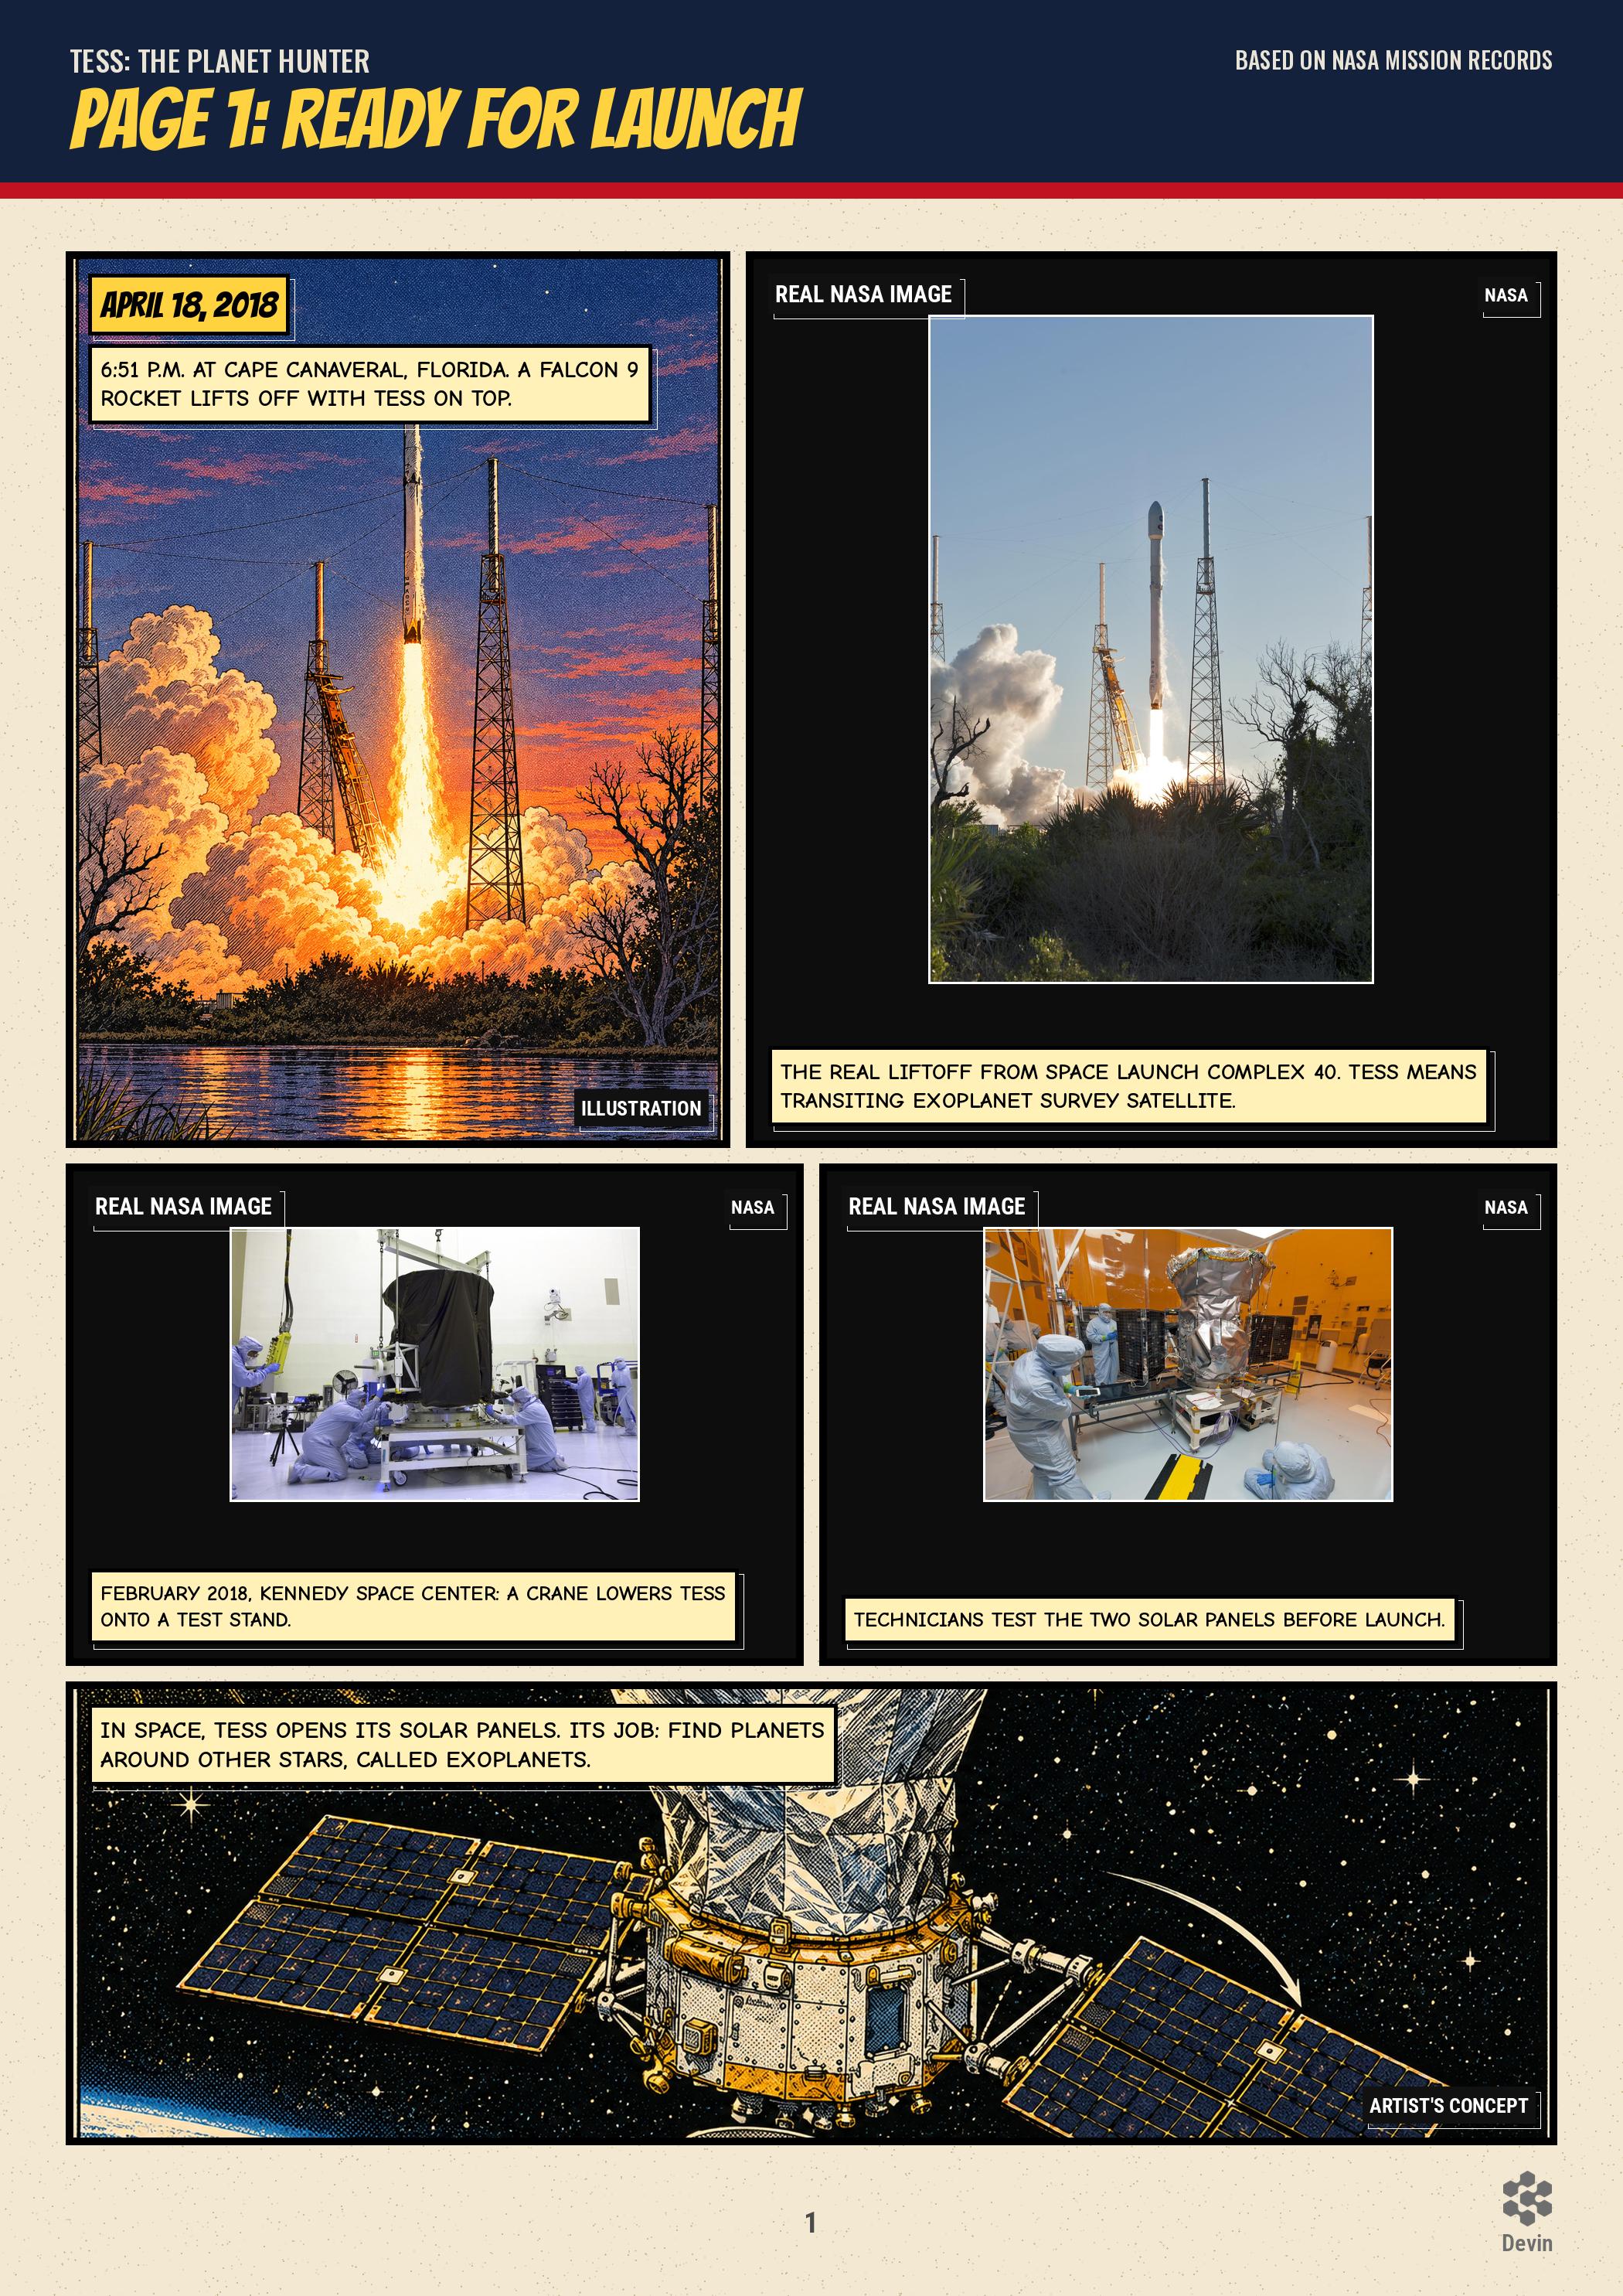 TESS: THE PLANET HUNTER
BASED ON NASA MISSION RECORDS
PAGE 1: READY FOR LAUNCH
APRIL 18, 2018
6:51 P.M. AT CAPE CANAVERAL, FLORIDA. A FALCON 9
ROCKET LIFTS OFF WITH TESS ON TOP.
ILLUSTRATION
REAL NASA IMAGE
NASA
THE REAL LIFTOFF FROM SPACE LAUNCH COMPLEX 40. TESS MEANS
TRANSITING EXOPLANET SURVEY SATELLITE.
REAL NASA IMAGE
NASA
FEBRUARY 2018, KENNEDY SPACE CENTER: A CRANE LOWERS TESS
ONTO A TEST STAND.
REAL NASA IMAGE
NASA
TECHNICIANS TEST THE TWO SOLAR PANELS BEFORE LAUNCH.
IN SPACE, TESS OPENS ITS SOLAR PANELS. ITS JOB: FIND PLANETS
AROUND OTHER STARS, CALLED EXOPLANETS.
ARTIST'S CONCEPT
1
Devin